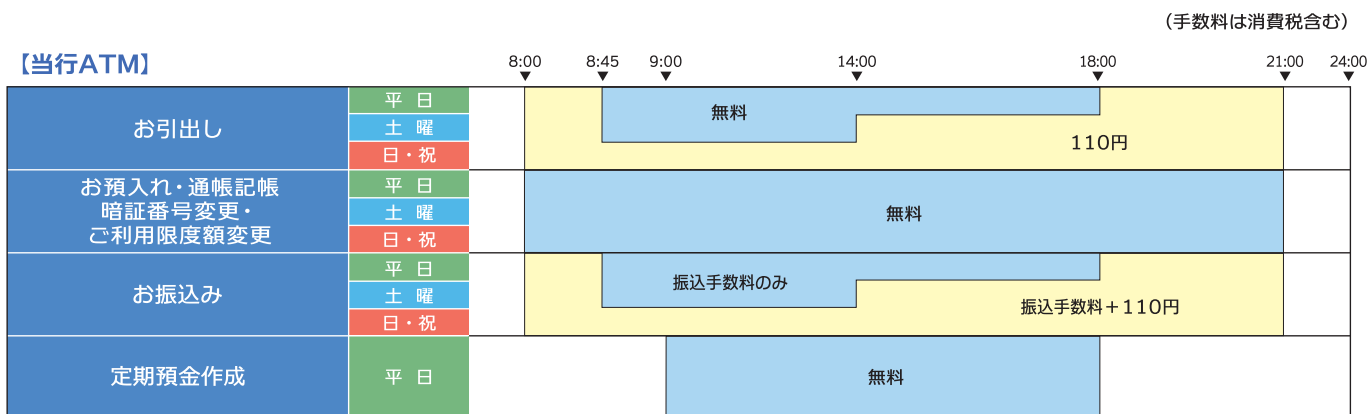 （手数料は消費税含む）
【当行ATM】
8:00 8:45 9:00 14:00 18:00 21:00 24:00
お引出し
平 日
土 曜
日・祝
無料
110円
お預入れ・通帳記帳
暗証番号変更・
ご利用限度額変更
平 日
土 曜
日・祝
無料
お振込み
平 日
土 曜
日・祝
振込手数料のみ
振込手数料＋110円
定期預金作成
平 日
無料